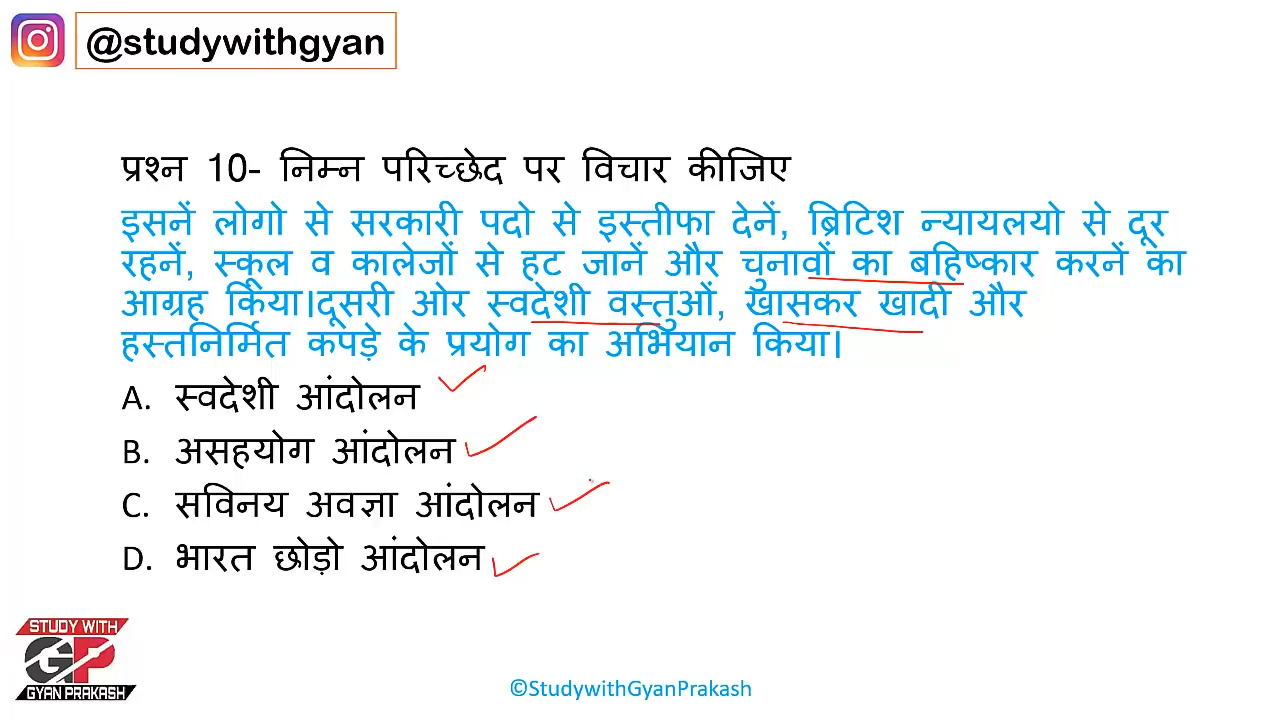 @studywithgyan
प्रश्न 10- निम्न परिच्छेद पर विचार कीजिए
इसनें लोगो से सरकारी पदो से इस्तीफा देनें, ब्रिटिश न्यायलयो से दूर
रहनें, स्कूल व कालेजों से हट जानें और चुनावों का बहिष्कार करनें का
आग्रह किया।दूसरी ओर स्वदेशी वस्तुओं, खासकर खादी और
हस्तनिर्मित कपड़े के प्रयोग का अभियान किया।
A. स्वदेशी आंदोलन
B. असहयोग आंदोलन
C. सविनय अवज्ञा आंदोलन
D. भारत छोड़ो आंदोलन
STUDY WITH
GP
GYAN PRAKASH
©StudywithGyanPrakash